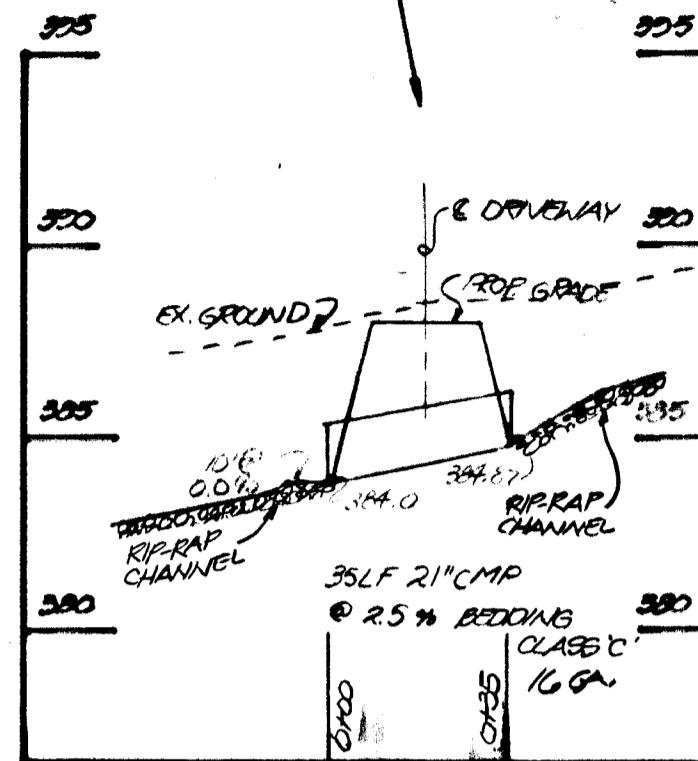 395 395
390 390
℄ DRIVEWAY
PROP GRADE
EX. GROUND
385 385
10'@
0.0%
384.0
384.87
RIP-RAP
CHANNEL
RIP-RAP
CHANNEL
35LF 21" CMP
@ 2.5% BEDDING
CLASS 'C'
16 GA.
380 380
0+00
0+35